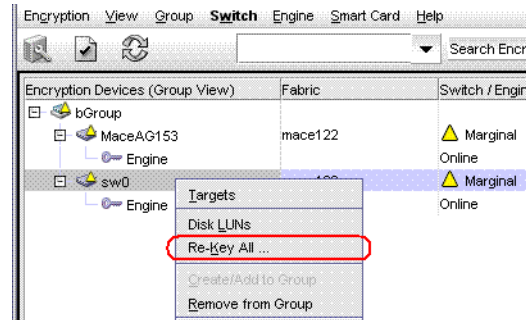 Encryption View Group Switch Engine Smart Card Help
Search Encr
Encryption Devices (Group View) Fabric Switch / Engin
bGroup
MaceAG153 mace122 Marginal
Engine Online
sw0 Marginal
Engine Online
Targets
Disk LUNs
Re-Key All ...
Create/Add to Group
Remove from Group